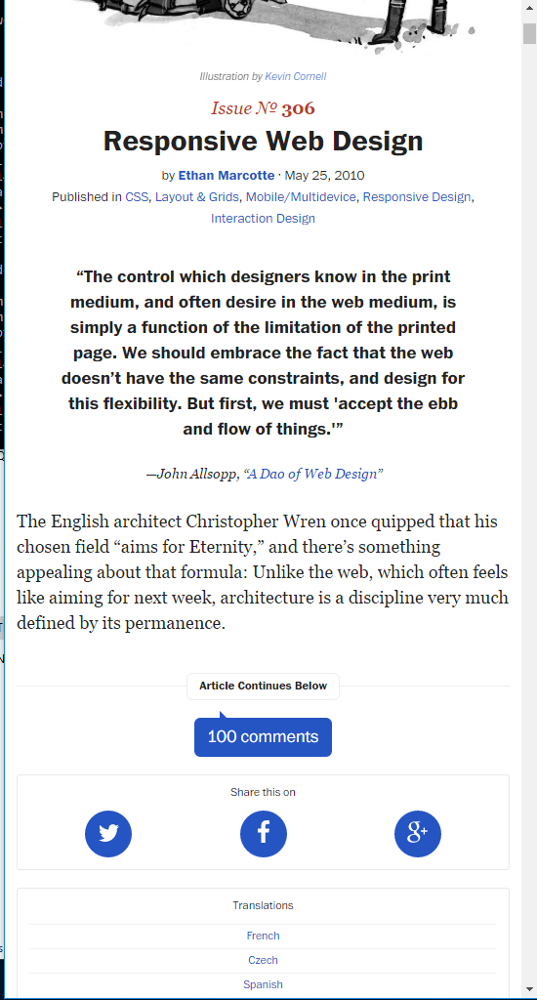 Illustration by Kevin Cornell
Issue № 306
Responsive Web Design
by Ethan Marcotte · May 25, 2010
Published in CSS, Layout & Grids, Mobile/Multidevice, Responsive Design,
Interaction Design
“The control which designers know in the print
medium, and often desire in the web medium, is
simply a function of the limitation of the printed
page. We should embrace the fact that the web
doesn’t have the same constraints, and design for
this flexibility. But first, we must 'accept the ebb
and flow of things.'”
—John Allsopp, “A Dao of Web Design”
The English architect Christopher Wren once quipped that his
chosen field “aims for Eternity,” and there’s something
appealing about that formula: Unlike the web, which often feels
like aiming for next week, architecture is a discipline very much
defined by its permanence.
Article Continues Below
100 comments
Share this on
g+
Translations
French
Czech
Spanish